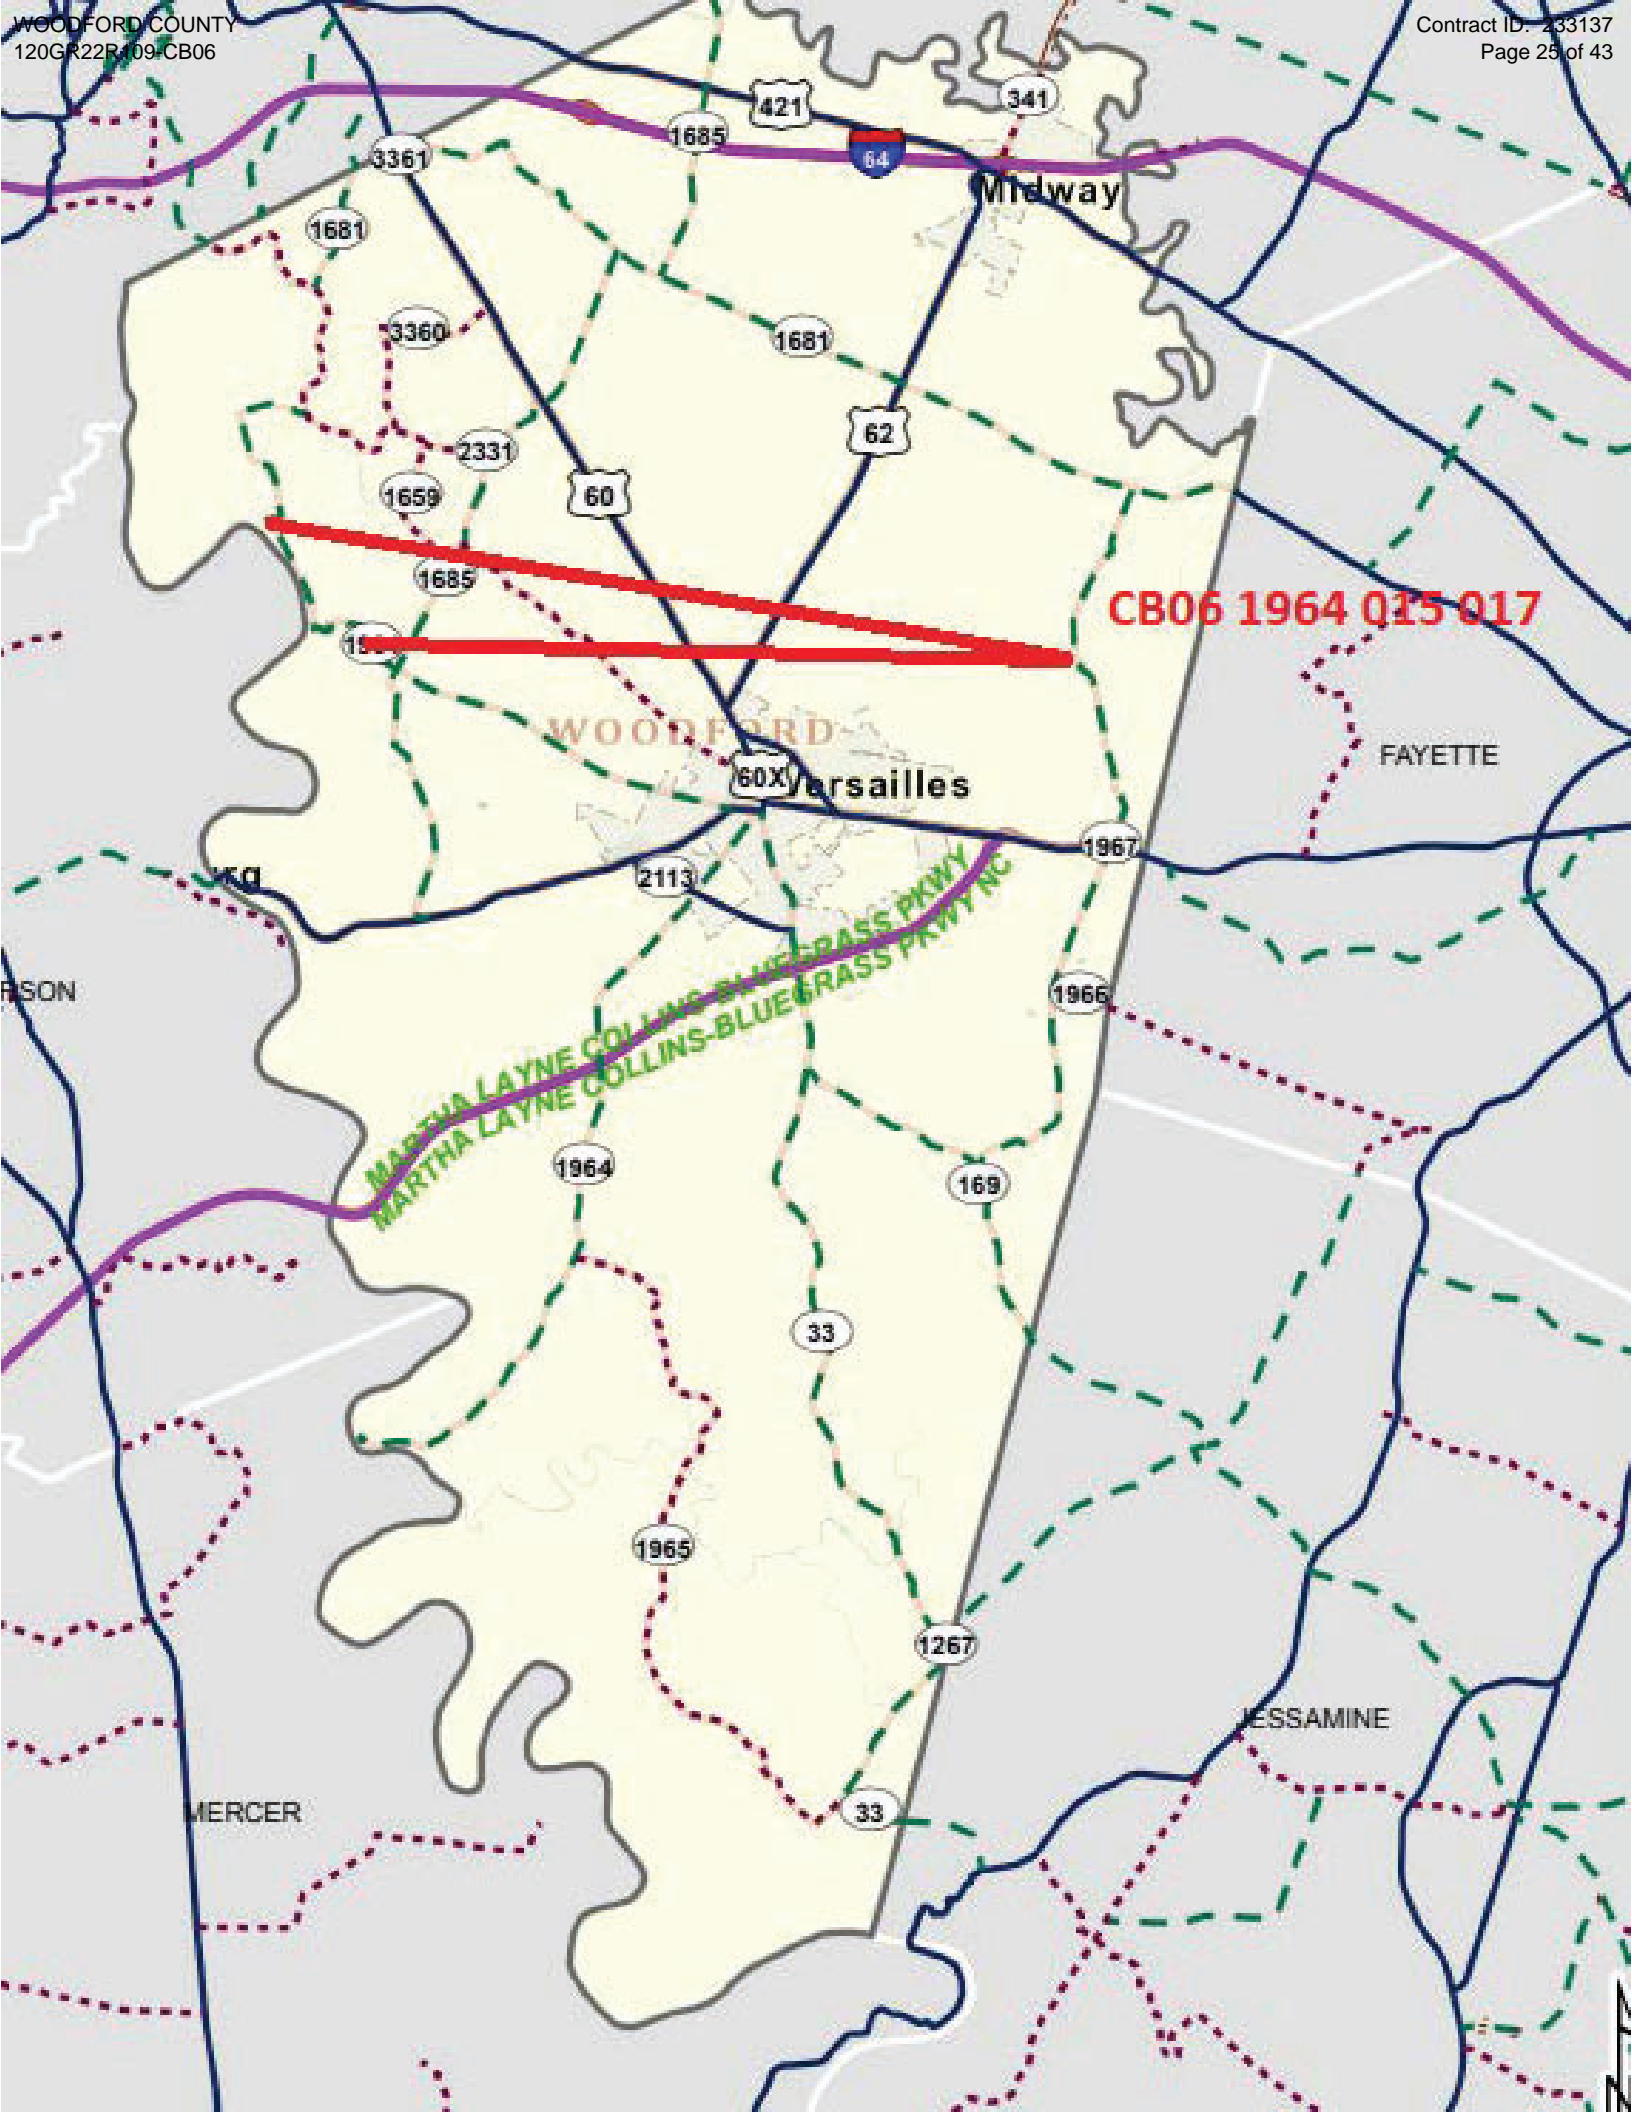 WOODFORD COUNTY
120GR22R109-CB06
Contract ID: 233137
Page 25 of 43
421
341
1685
3361
64
Midway
1681
3360
1681
62
2331
1659
60
1685
CB06 1964 015 017
WOODFORD
FAYETTE
60X
Versailles
1967
2113
MARTHA LAYNE COLLINS-BLUEGRASS PKWY
MARTHA LAYNE COLLINS-BLUEGRASS PKWY NC
1966
1964
169
33
1965
1267
JESSAMINE
33
MERCER